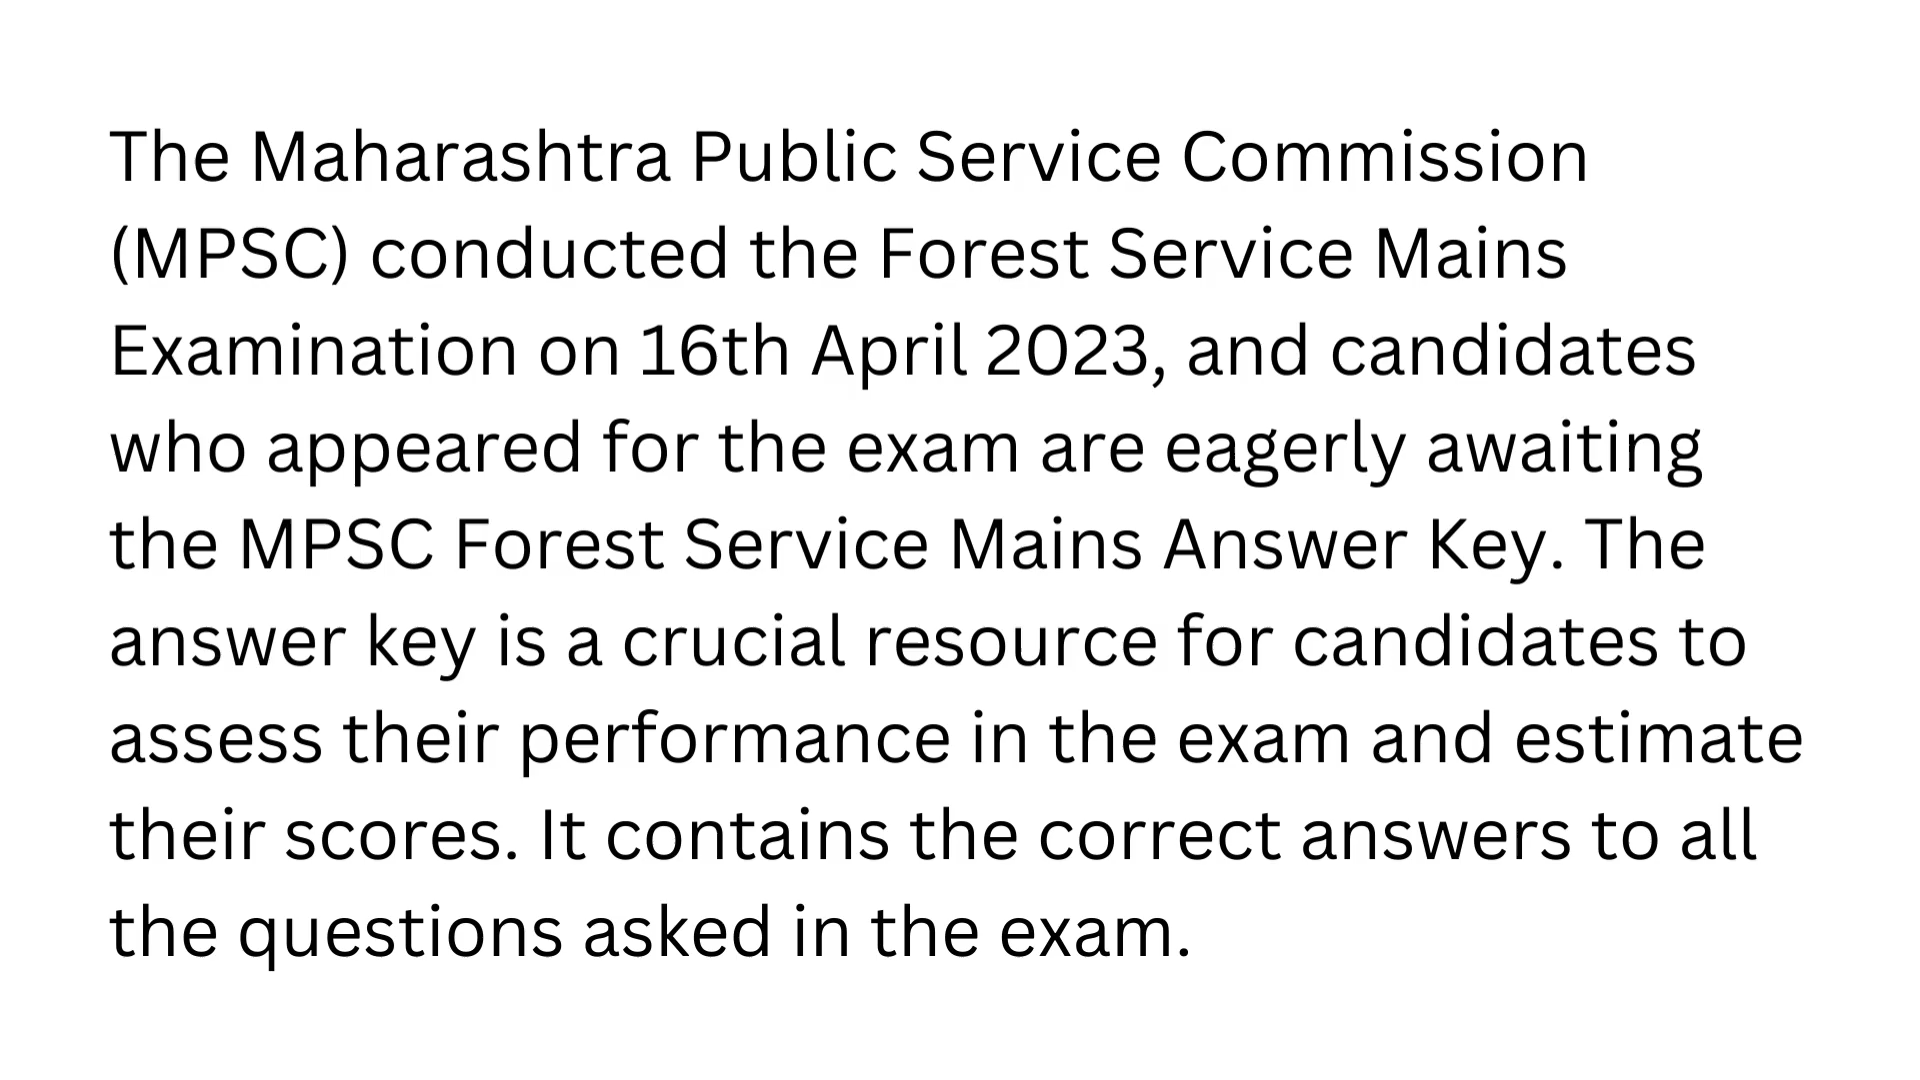 The Maharashtra Public Service Commission
(MPSC) conducted the Forest Service Mains
Examination on 16th April 2023, and candidates
who appeared for the exam are eagerly awaiting
the MPSC Forest Service Mains Answer Key. The
answer key is a crucial resource for candidates to
assess their performance in the exam and estimate
their scores. It contains the correct answers to all
the questions asked in the exam.